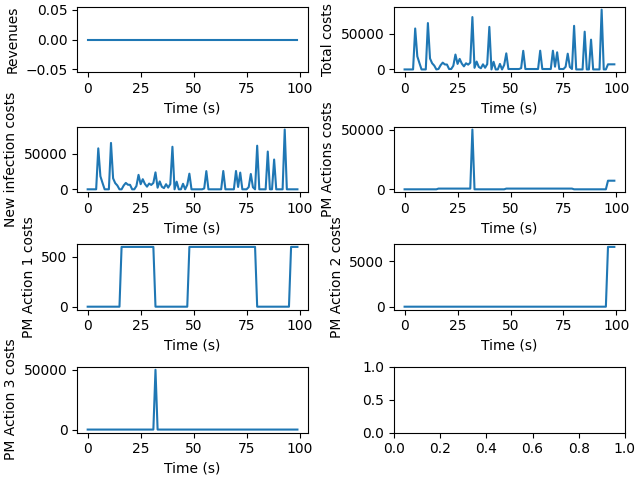 Revenues
0.05
0.00
−0.05
0 25 50 75 100
Time (s)
Total costs
50000
0
0 25 50 75 100
Time (s)
New infection costs
50000
0
0 25 50 75 100
Time (s)
PM Actions costs
50000
0
0 25 50 75 100
Time (s)
PM Action 1 costs
500
0
0 25 50 75 100
Time (s)
PM Action 2 costs
5000
0
0 25 50 75 100
Time (s)
PM Action 3 costs
50000
0
0 25 50 75 100
Time (s)
1.0
0.5
0.0
0.0 0.2 0.4 0.6 0.8 1.0